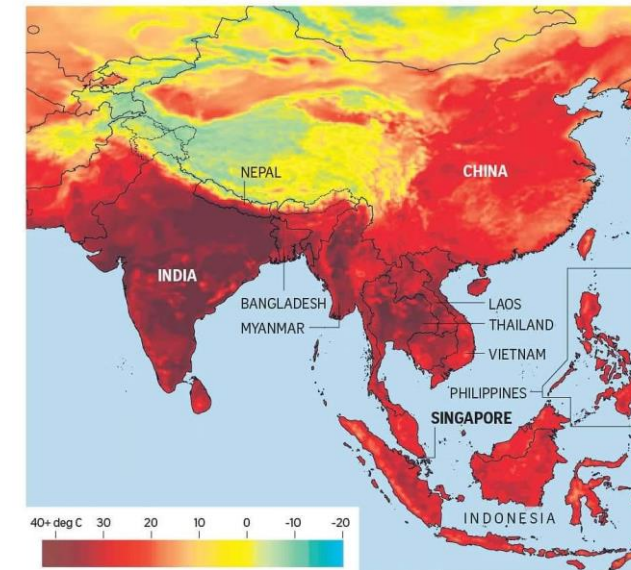 NEPAL
CHINA
INDIA
BANGLADESH
MYANMAR
LAOS
THAILAND
VIETNAM
PHILIPPINES
SINGAPORE
INDONESIA
40+ deg C 30 20 10 0 -10 -20